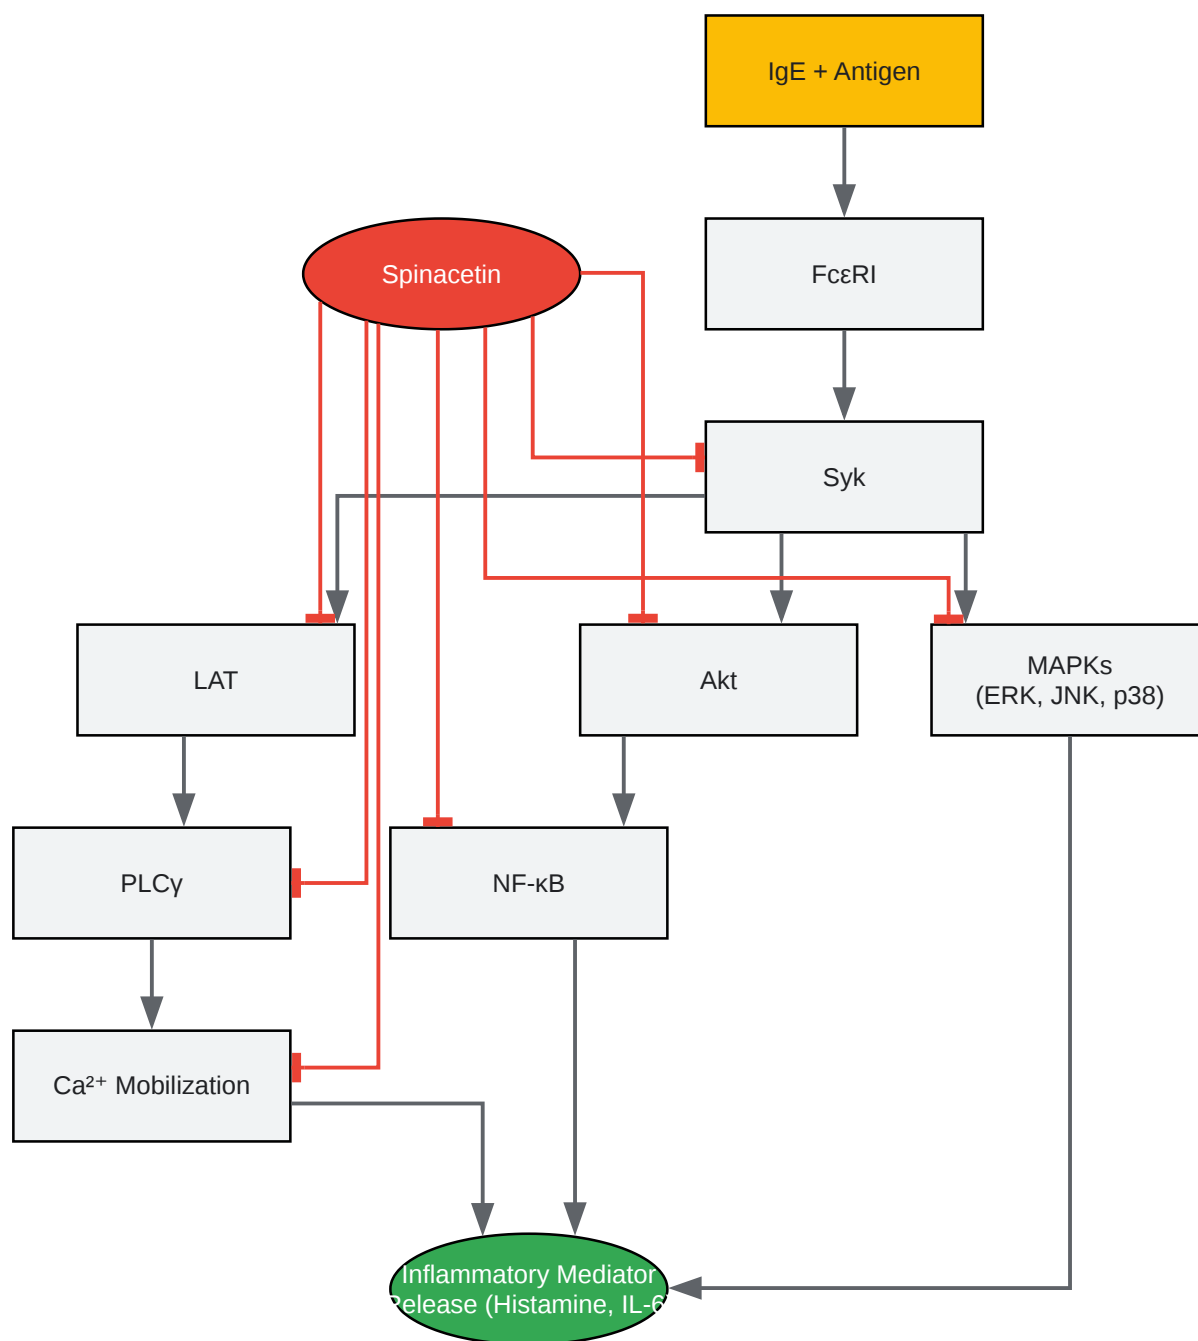 IgE + Antigen
Spinacetin
FcεRI
Syk
LAT
Akt
MAPKs
(ERK, JNK, p38)
PLCγ
NF-κB
Ca²⁺ Mobilization
Inflammatory Mediator
Release (Histamine, IL-6)